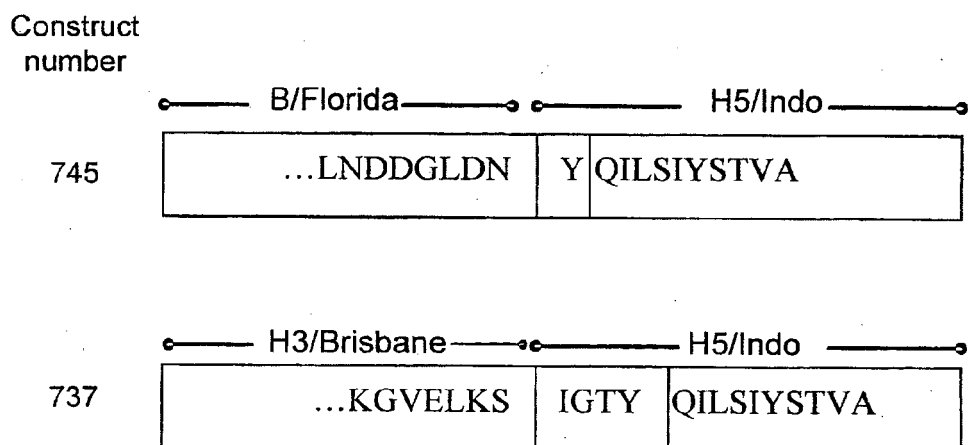 Construct
number
B/Florida H5/Indo
745 ...LNDDGLDN Y QILSIYSTVA
H3/Brisbane H5/Indo
737 ...KGVELKS IGTY QILSIYSTVA